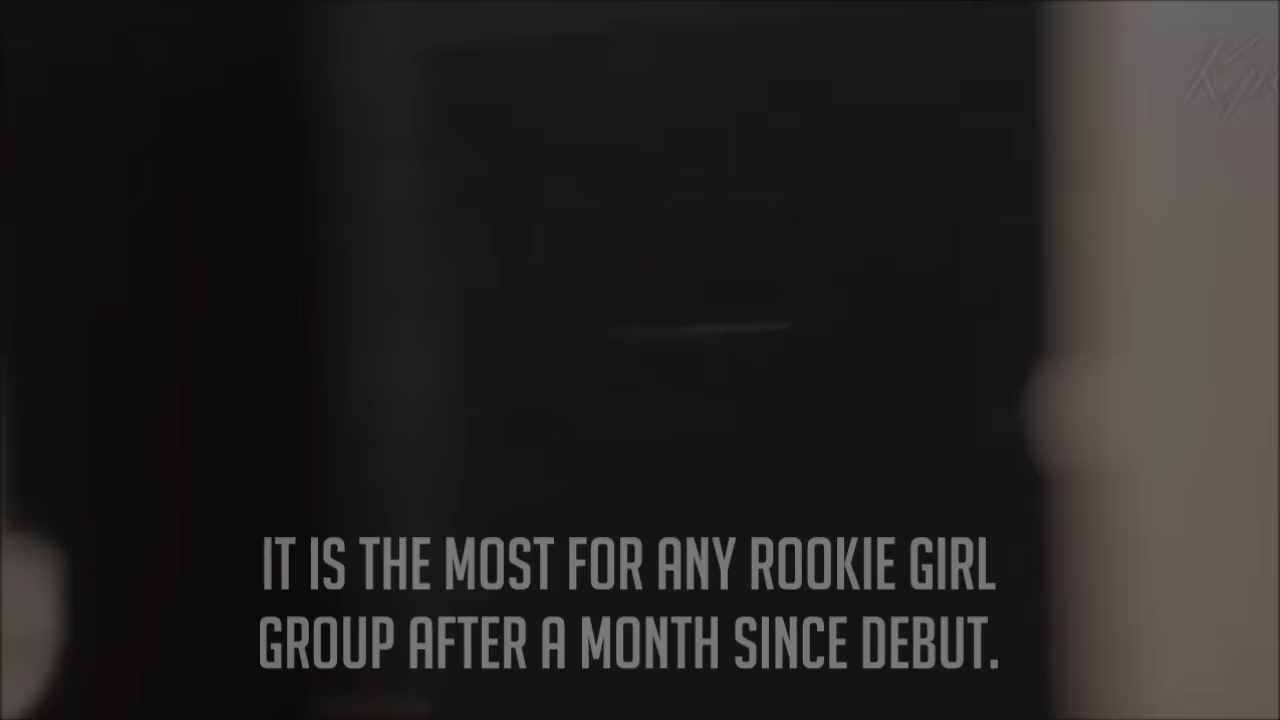 IT IS THE MOST FOR ANY ROOKIE GIRL
GROUP AFTER A MONTH SINCE DEBUT.